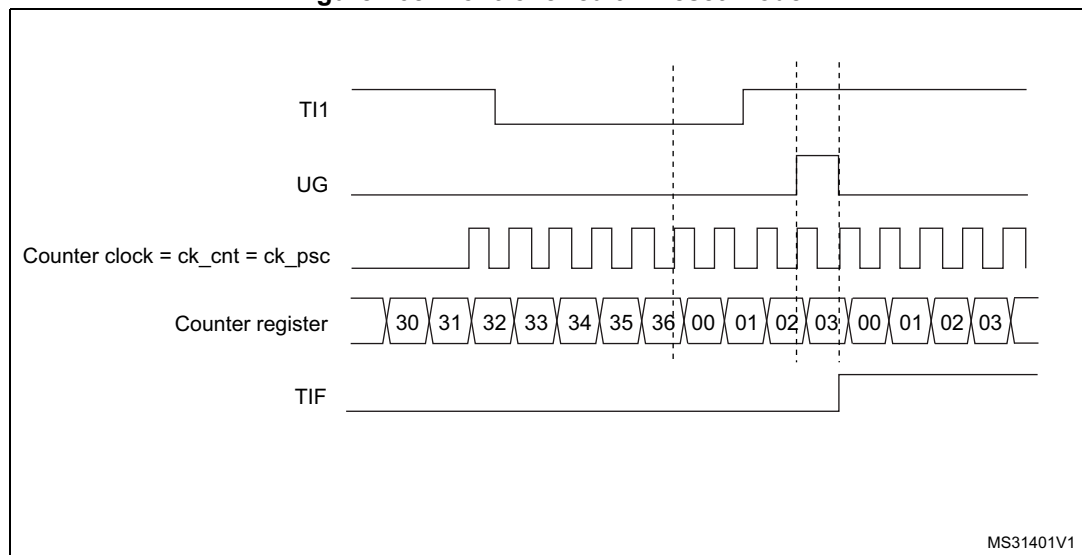 TI1
UG
Counter clock = ck_cnt = ck_psc
Counter register 30 31 32 33 34 35 36 00 01 02 03 00 01 02 03
TIF
MS31401V1